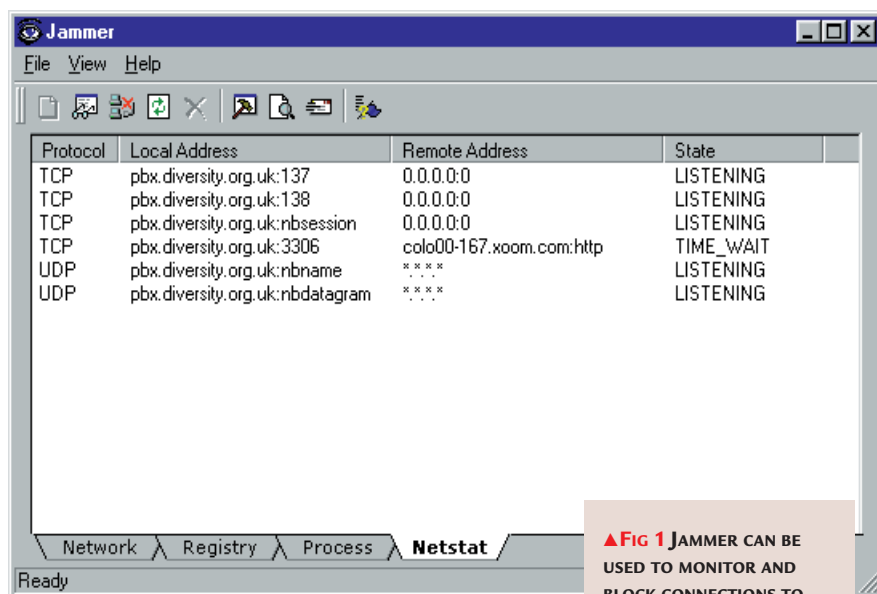 Jammer
File View Help
Protocol Local Address Remote Address State
TCP pbx.diversity.org.uk:137 0.0.0.0:0 LISTENING
TCP pbx.diversity.org.uk:138 0.0.0.0:0 LISTENING
TCP pbx.diversity.org.uk:nbsession 0.0.0.0:0 LISTENING
TCP pbx.diversity.org.uk:3306 colo00-167.xoom.com:http TIME_WAIT
UDP pbx.diversity.org.uk:nbname *.*.*.* LISTENING
UDP pbx.diversity.org.uk:nbdatagram *.*.*.* LISTENING
Network Registry Process Netstat
Ready
▲FIG 1 JAMMER CAN BE
USED TO MONITOR AND
BLOCK CONNECTIONS TO